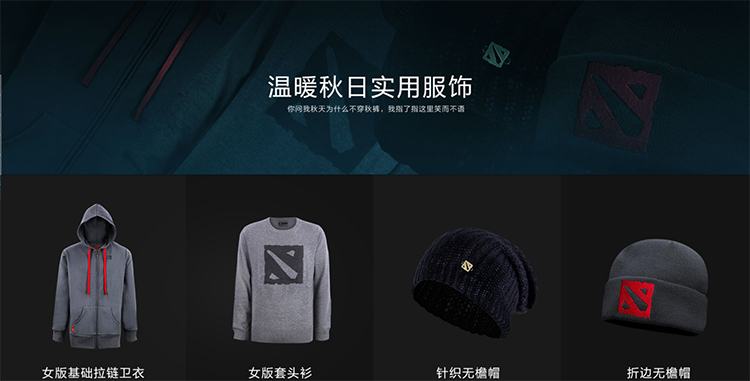 温暖秋日实用服饰
你问我秋天为什么不穿秋裤，我指了指这里笑而不语
女版基础拉链卫衣
女版套头衫
针织无檐帽
折边无檐帽